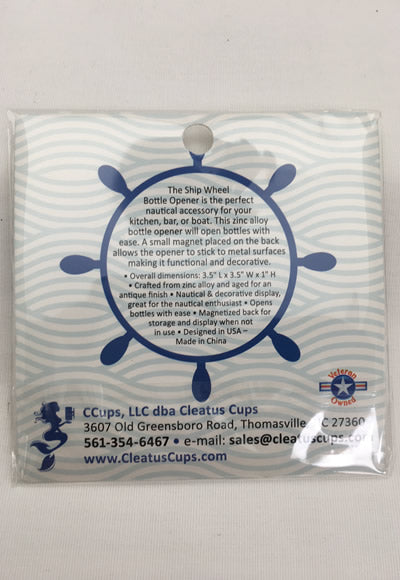 The Ship Wheel
Bottle Opener is the perfect
nautical accessory for your
kitchen, bar, or boat. This zinc alloy
bottle opener will open bottles with
ease. A small magnet placed on the back
allows the opener to stick to metal surfaces
making it functional and decorative.
• Overall dimensions: 3.5" L x 3.5" W x 1" H
• Crafted from zinc alloy and aged for an
antique finish • Nautical & decorative display,
great for the nautical enthusiast • Opens
bottles with ease • Magnetized back for
storage and display when not
in use • Designed in USA –
Made in China
Veteran
Owned
CCups, LLC dba Cleatus Cups
3607 Old Greensboro Road, Thomasville, NC 27360
561-354-6467 • e-mail: sales@cleatuscups.com
www.CleatusCups.com